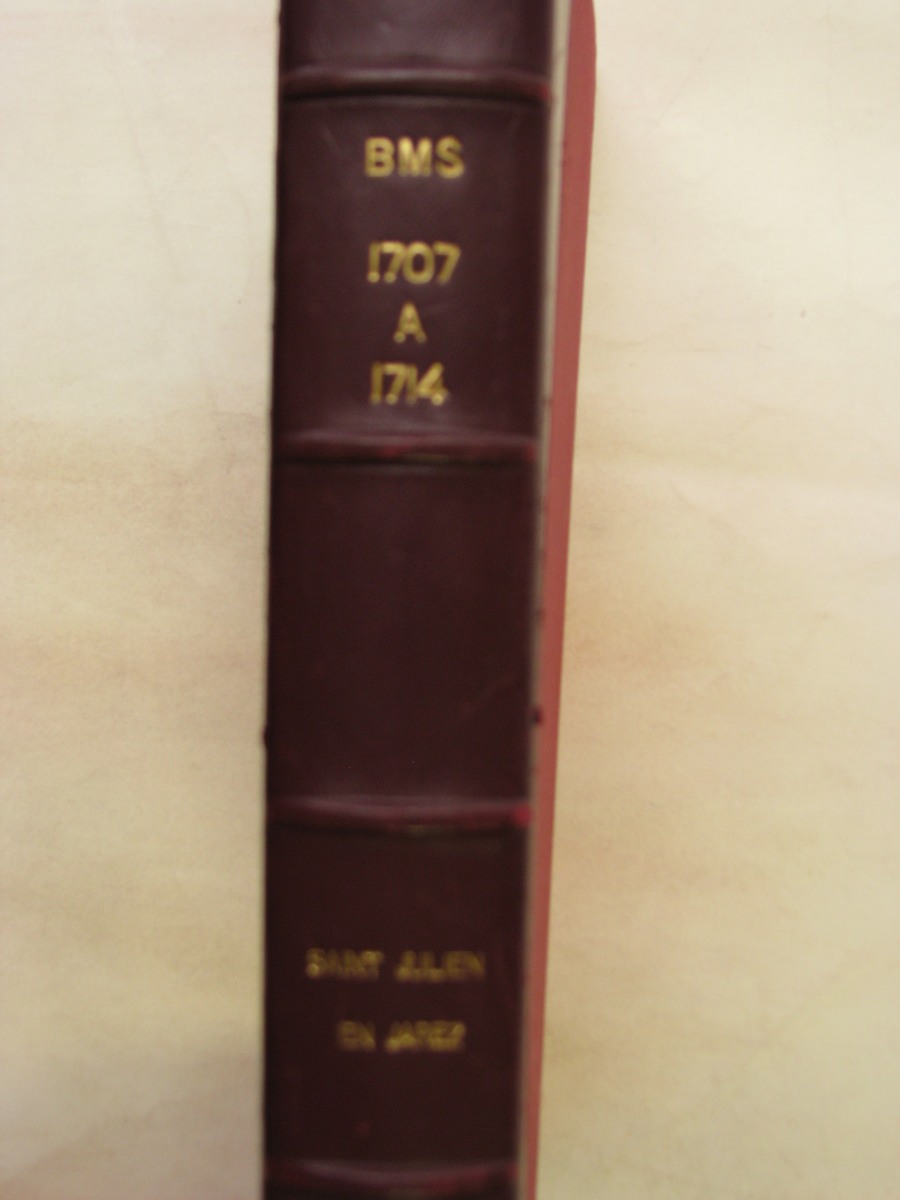 BMS
1707
A
1714
SAINT JULIEN
EN JAREZ